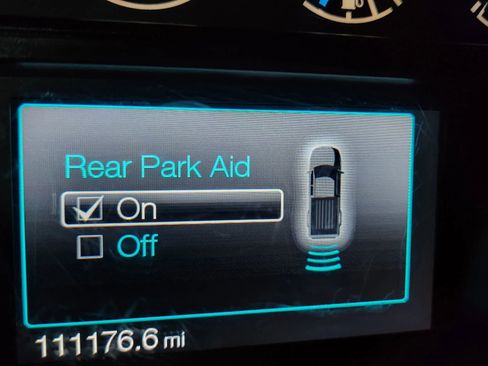 Rear Park Aid
On
Off
111176.6 mi